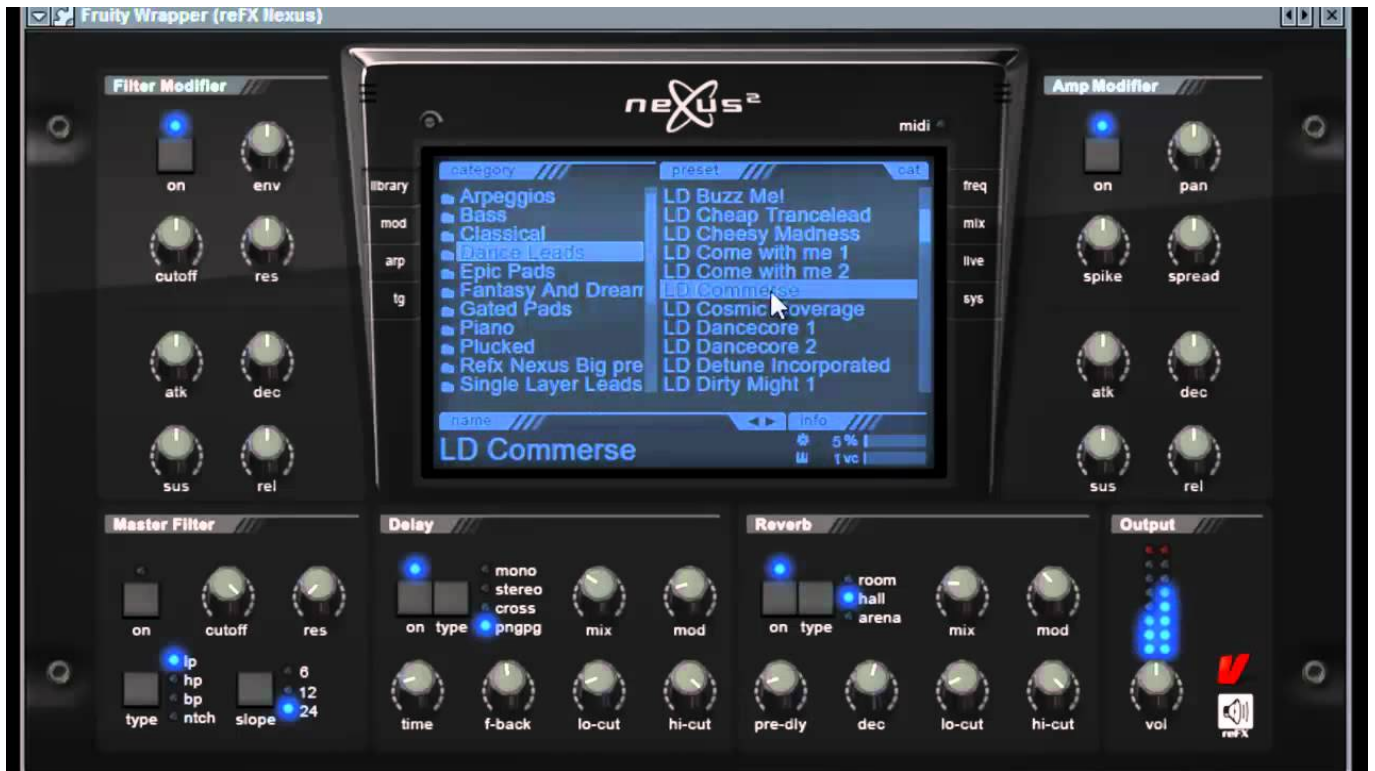 Fruity Wrapper (reFX Nexus)
Filter Modifier
on
env
cutoff
res
atk
dec
sus
rel
nexus²
midi
library
mod
arp
tg
category
Arpeggios
Bass
Classical
Dance Leads
Epic Pads
Fantasy And Dream
Gated Pads
Piano
Plucked
Refx Nexus Big pre
Single Layer Leads
preset
cat
LD Buzz Me!
LD Cheap Trancelead
LD Cheesy Madness
LD Come with me 1
LD Come with me 2
LD Commerse
LD Cosmic Coverage
LD Dancecore 1
LD Dancecore 2
LD Detune Incorporated
LD Dirty Might 1
name
info
LD Commerse
5 %
1 vc
freq
mix
live
sys
Amp Modifier
on
pan
spike
spread
atk
dec
sus
rel
Master Filter
on
cutoff
res
type
lp
hp
bp
ntch
slope
6
12
24
Delay
on
type
mono
stereo
cross
pngpg
mix
mod
time
f-back
lo-cut
hi-cut
Reverb
on
type
room
hall
arena
mix
mod
pre-dly
dec
lo-cut
hi-cut
Output
vol
reFX